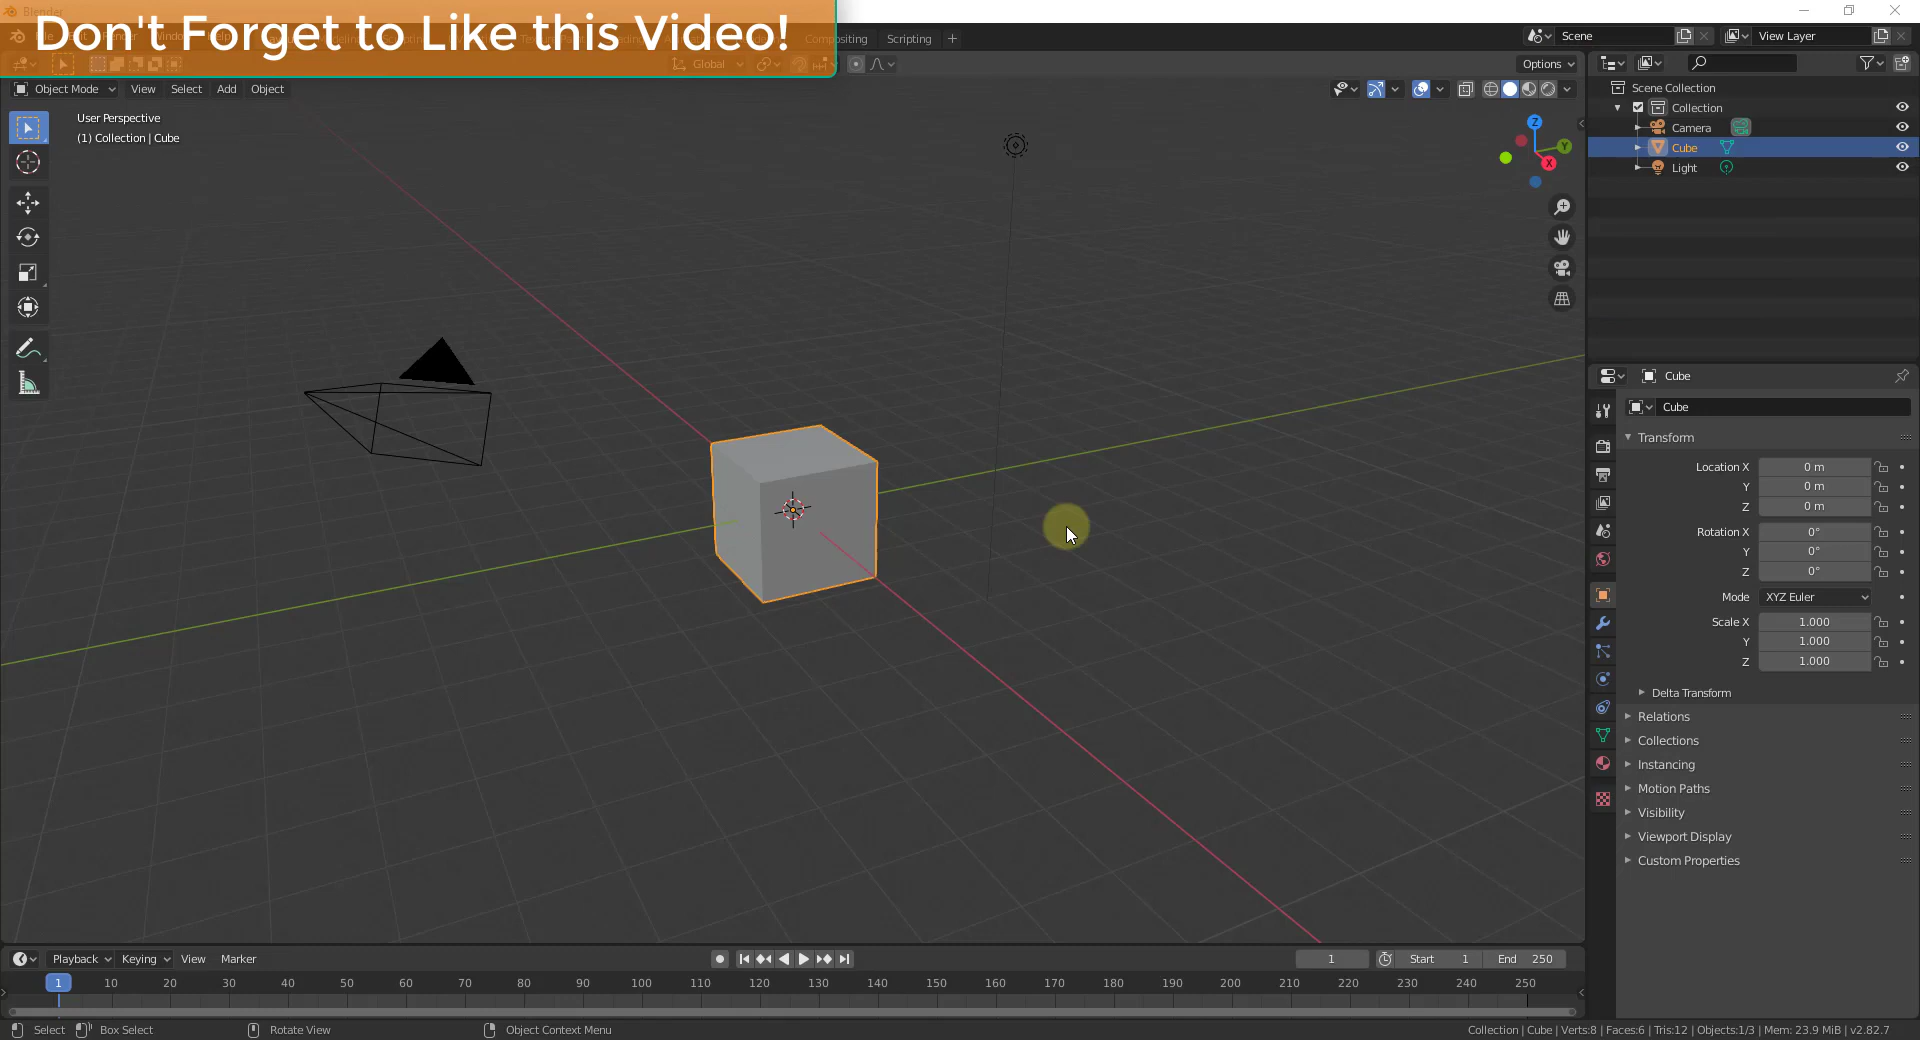 Don't Forget to Like this Video!
Compositing
Scripting
Scene
View Layer
Global
Options
Object Mode
View
Select
Add
Object
User Perspective
(1) Collection | Cube
Z
Y
X
Scene Collection
Collection
Camera
Cube
Light
Cube
Cube
Transform
Location X 0 m
Y 0 m
Z 0 m
Rotation X 0°
Y 0°
Z 0°
Mode XYZ Euler
Scale X 1.000
Y 1.000
Z 1.000
Delta Transform
Relations
Collections
Instancing
Motion Paths
Visibility
Viewport Display
Custom Properties
Playback
Keying
View
Marker
1
Start 1
End 250
1 10 20 30 40 50 60 70 80 90 100 110 120 130 140 150 160 170 180 190 200 210 220 230 240 250
Select
Box Select
Rotate View
Object Context Menu
Collection | Cube | Verts:8 | Faces:6 | Tris:12 | Objects:1/3 | Mem: 23.9 MiB | v2.82.7